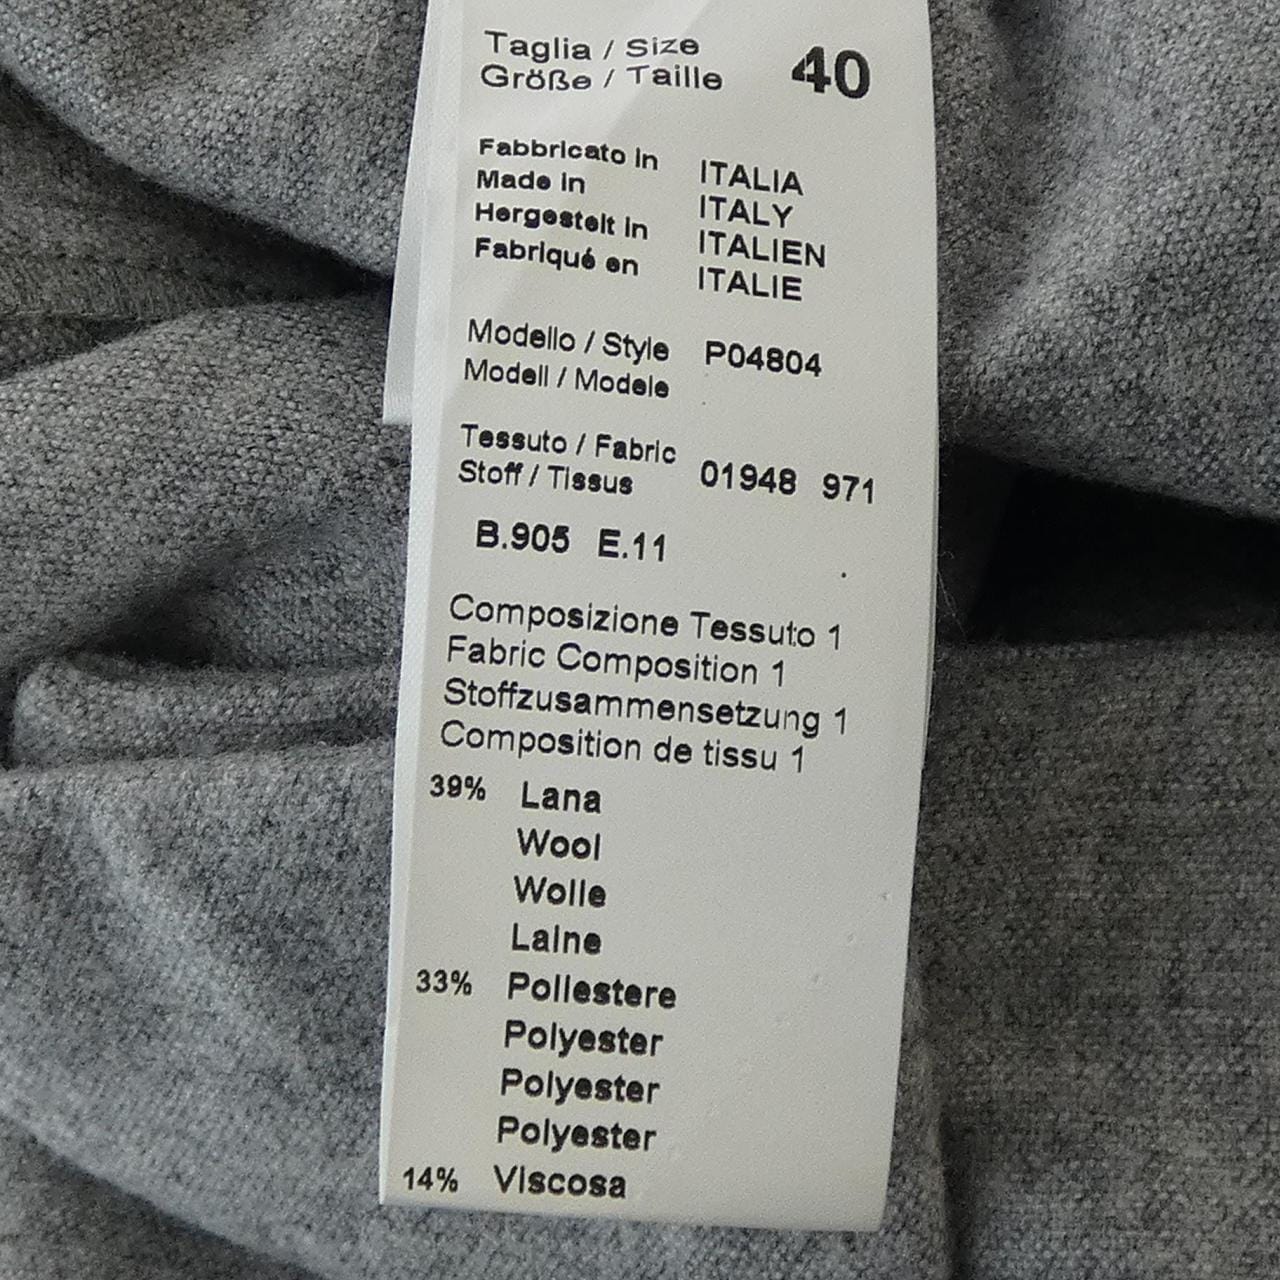 Taglia / Size
Größe / Taille 40
Fabbricato in ITALIA
Made in ITALY
Hergestelt in ITALIEN
Fabriqué en ITALIE
Modello / Style P04804
Modell / Modele
Tessuto / Fabric 01948 971
Stoff / Tissus
B.905 E.11
Composizione Tessuto 1
Fabric Composition 1
Stoffzusammensetzung 1
Composition de tissu 1
39% Lana
Wool
Wolle
Laine
33% Poliestere
Polyester
Polyester
Polyester
14% Viscosa